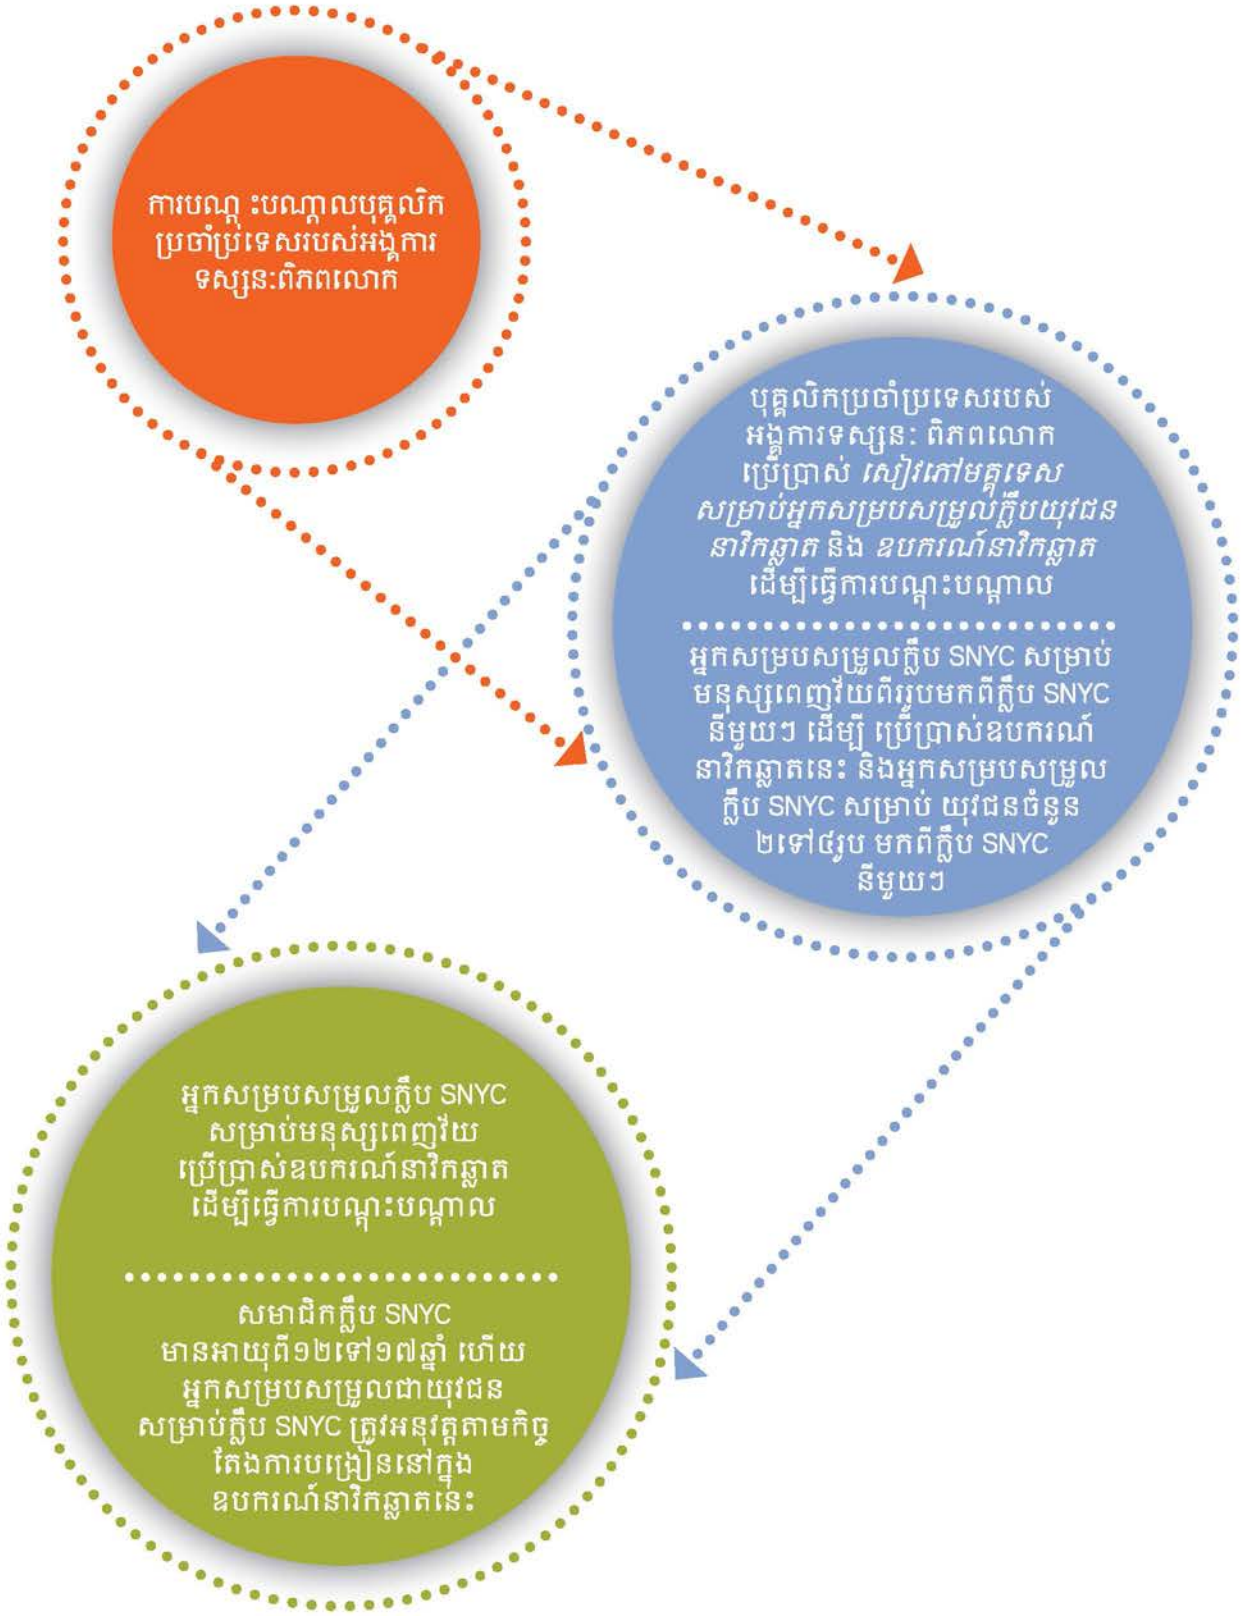 ការបណ្តុះបណ្តាលបុគ្គលិក
ប្រចាំប្រទេសរបស់អង្គការ
ទស្សនៈពិភពលោក
បុគ្គលិកប្រចាំប្រទេសរបស់
អង្គការទស្សនៈ ពិភពលោក
ប្រើប្រាស់ សៀវភៅមគ្គុទេស
សម្រាប់អ្នកសម្របសម្រួលក្លឹបយុវជន
នាវិកឆ្លាត និង ឧបករណ៍នាវិកឆ្លាត
ដើម្បីធ្វើការបណ្តុះបណ្តាល
អ្នកសម្របសម្រួលក្លឹប SNYC សម្រាប់
មនុស្សពេញវ័យពីររូបមកពីក្លឹប SNYC
នីមួយៗ ដើម្បី ប្រើប្រាស់ឧបករណ៍
នាវិកឆ្លាតនេះ និងអ្នកសម្របសម្រួល
ក្លឹប SNYC សម្រាប់ យុវជនចំនួន
២ទៅ៤រូប មកពីក្លឹប SNYC
នីមួយៗ
អ្នកសម្របសម្រួលក្លឹប SNYC
សម្រាប់មនុស្សពេញវ័យ
ប្រើប្រាស់ឧបករណ៍នាវិកឆ្លាត
ដើម្បីធ្វើការបណ្តុះបណ្តាល
សមាជិកក្លឹប SNYC
មានអាយុពី១២ទៅ១៧ឆ្នាំ ហើយ
អ្នកសម្របសម្រួលជាយុវជន
សម្រាប់ក្លឹប SNYC ត្រូវអនុវត្តតាមកិច្ច
តែងការបង្រៀននៅក្នុង
ឧបករណ៍នាវិកឆ្លាតនេះ